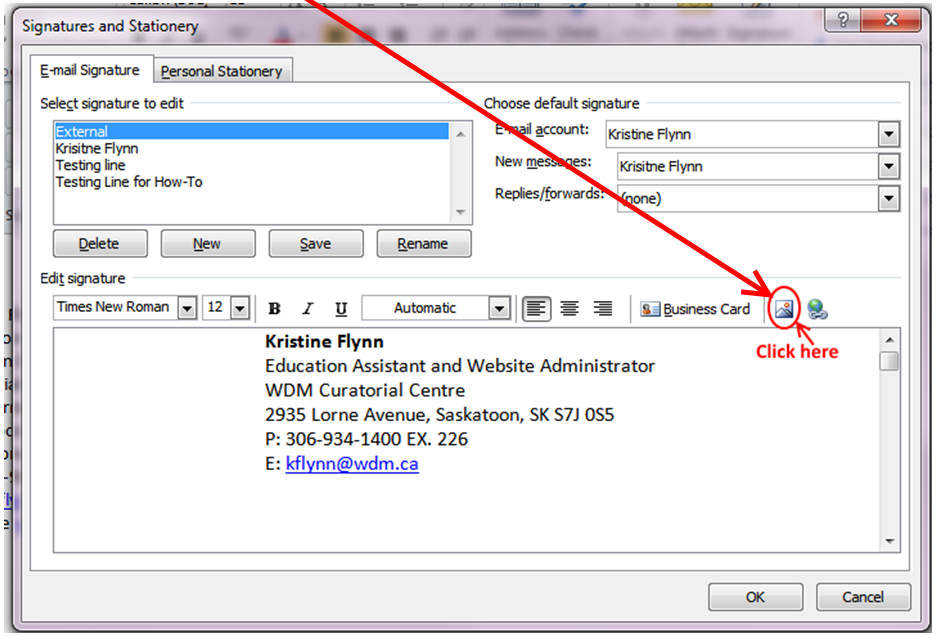 Signatures and Stationery
E-mail Signature Personal Stationery
Select signature to edit
External
Krisitne Flynn
Testing line
Testing Line for How-To
Delete New Save Rename
Choose default signature
E-mail account: Kristine Flynn
New messages: Krisitne Flynn
Replies/forwards: (none)
Edit signature
Times New Roman 12 B I U Automatic Business Card
Click here
Kristine Flynn
Education Assistant and Website Administrator
WDM Curatorial Centre
2935 Lorne Avenue, Saskatoon, SK S7J 0S5
P: 306-934-1400 EX. 226
E: kflynn@wdm.ca
OK Cancel